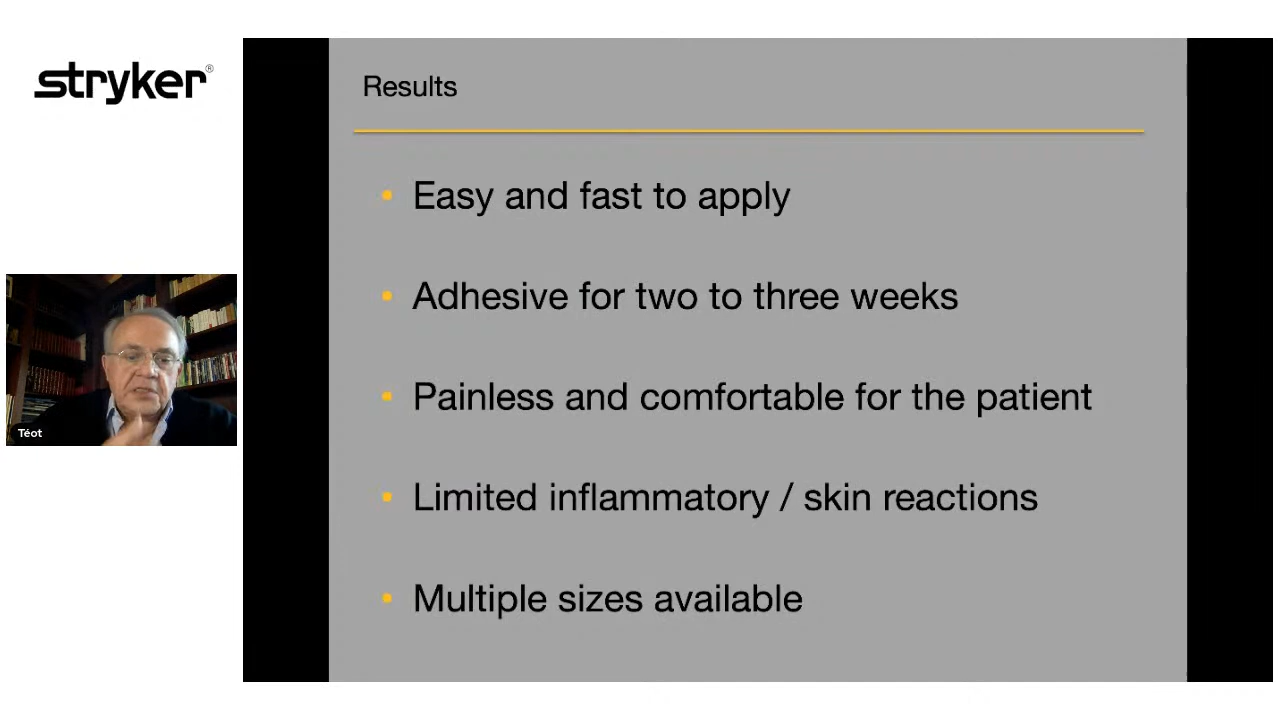 stryker®
Results
• Easy and fast to apply
• Adhesive for two to three weeks
• Painless and comfortable for the patient
• Limited inflammatory / skin reactions
• Multiple sizes available
Téot